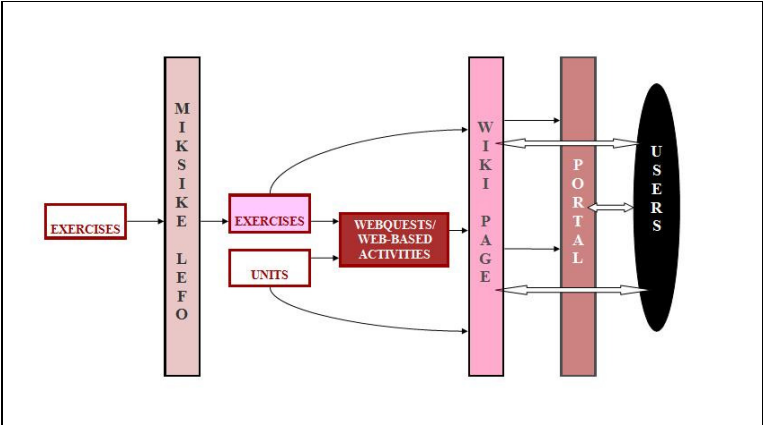 EXERCISES
MIKSIKE LEFO
EXERCISES
UNITS
WEBQUESTS/
WEB-BASED
ACTIVITIES
WIKI PAGE
PORTAL
USERS